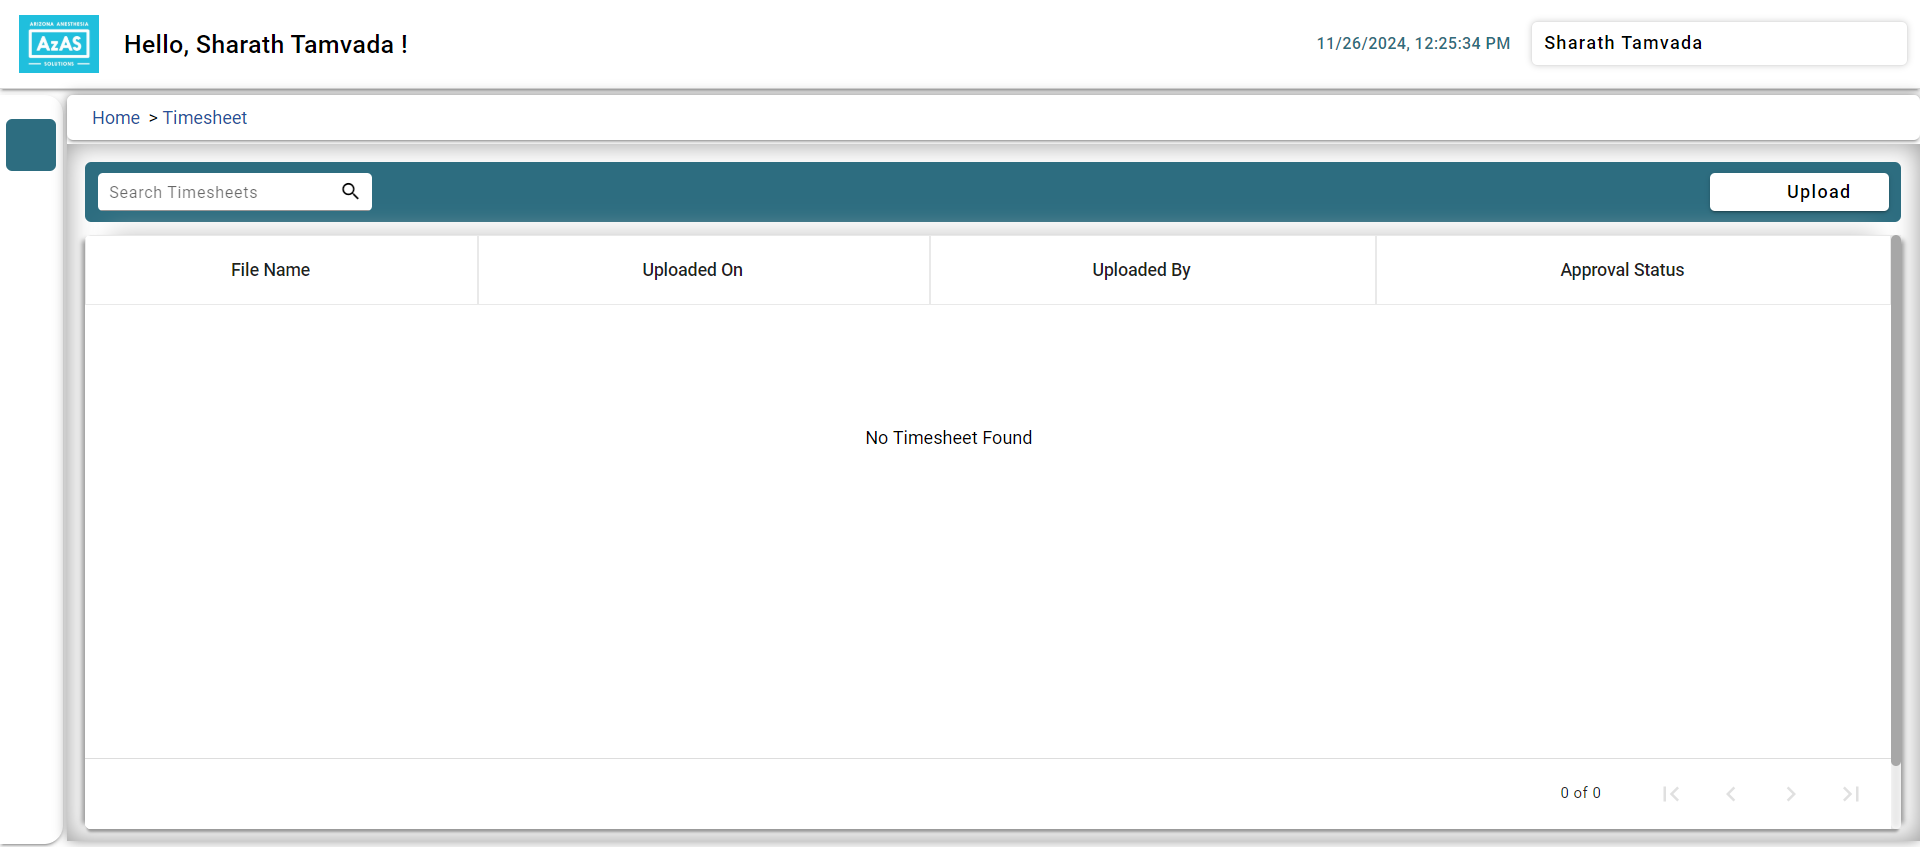 ARIZONA ANESTHESIA
AzAS
SOLUTIONS
Hello, Sharath Tamvada !
11/26/2024, 12:25:34 PM
Sharath Tamvada
Home > Timesheet
Search Timesheets
Upload
File Name
Uploaded On
Uploaded By
Approval Status
No Timesheet Found
0 of 0